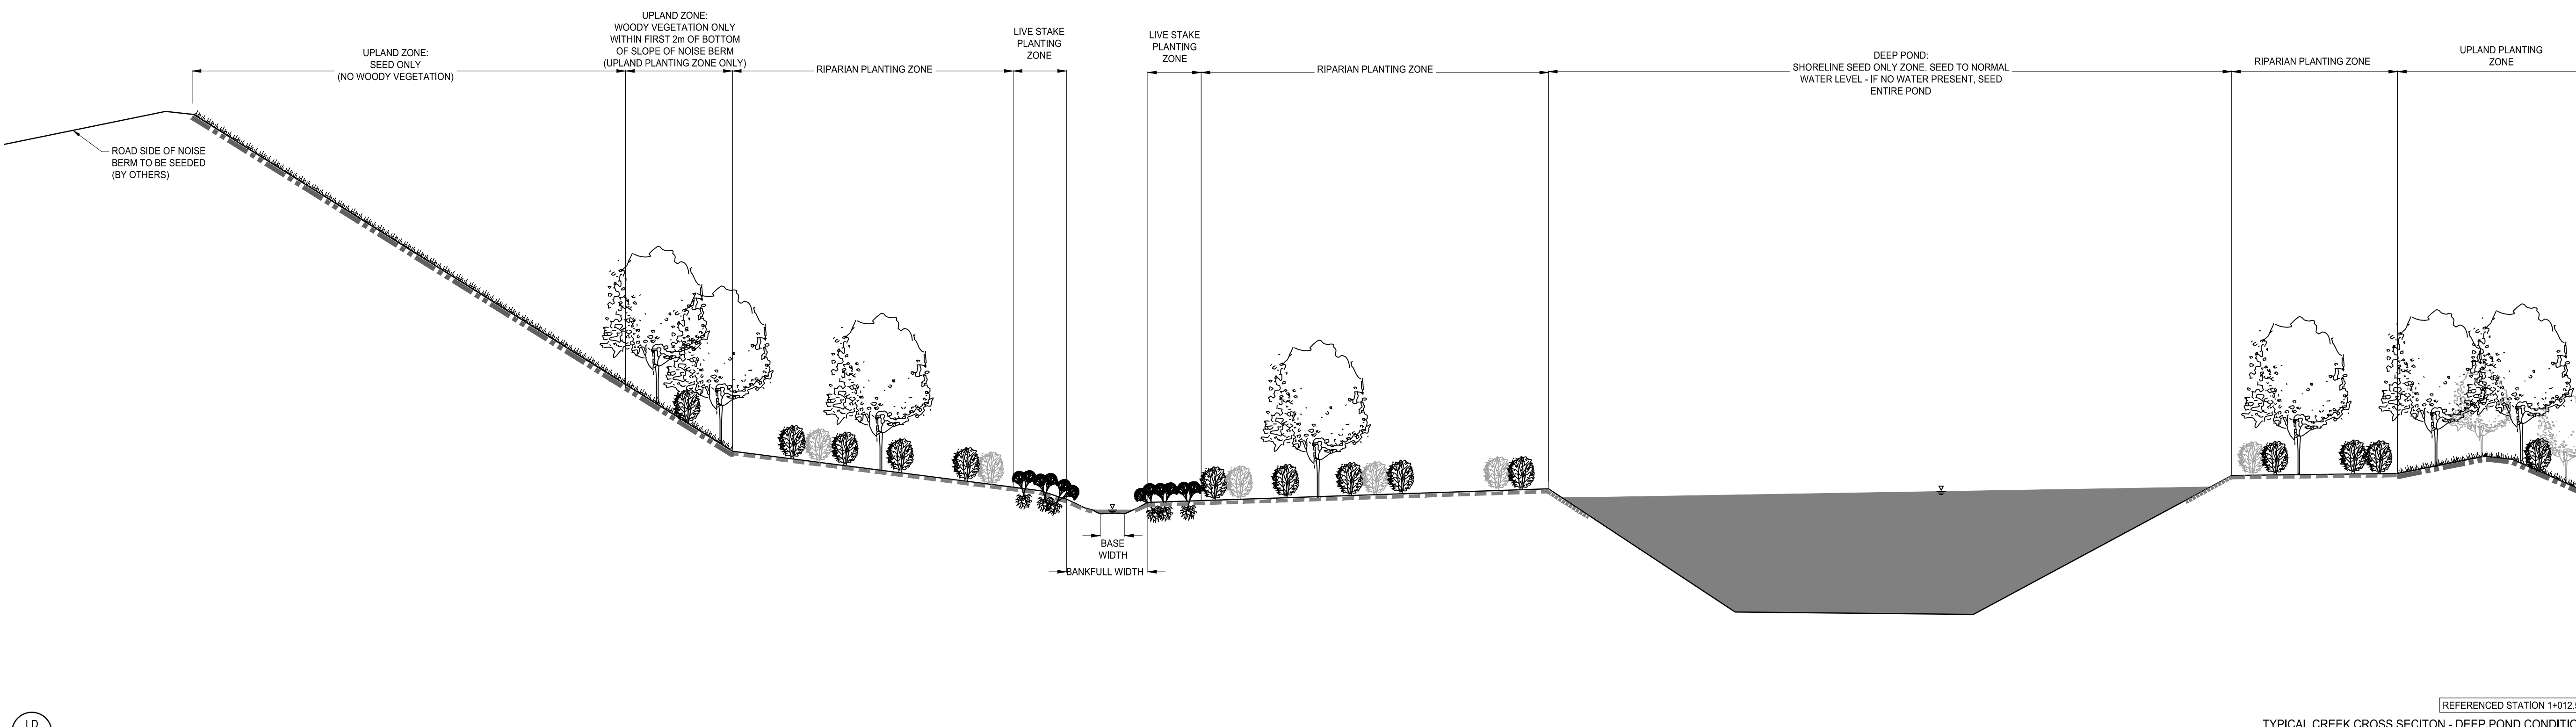 UPLAND ZONE:
SEED ONLY
(NO WOODY VEGETATION)
UPLAND ZONE:
WOODY VEGETATION ONLY
WITHIN FIRST 2m OF BOTTOM
OF SLOPE OF NOISE BERM
(UPLAND PLANTING ZONE ONLY)
RIPARIAN PLANTING ZONE
LIVE STAKE
PLANTING
ZONE
LIVE STAKE
PLANTING
ZONE
RIPARIAN PLANTING ZONE
DEEP POND:
SHORELINE SEED ONLY ZONE. SEED TO NORMAL
WATER LEVEL - IF NO WATER PRESENT, SEED
ENTIRE POND
RIPARIAN PLANTING ZONE
UPLAND PLANTING
ZONE
ROAD SIDE OF NOISE
BERM TO BE SEEDED
(BY OTHERS)
BASE
WIDTH
BANKFULL WIDTH
REFERENCED STATION 1+012.
TYPICAL CREEK CROSS SECITON - DEEP POND CONDITIO